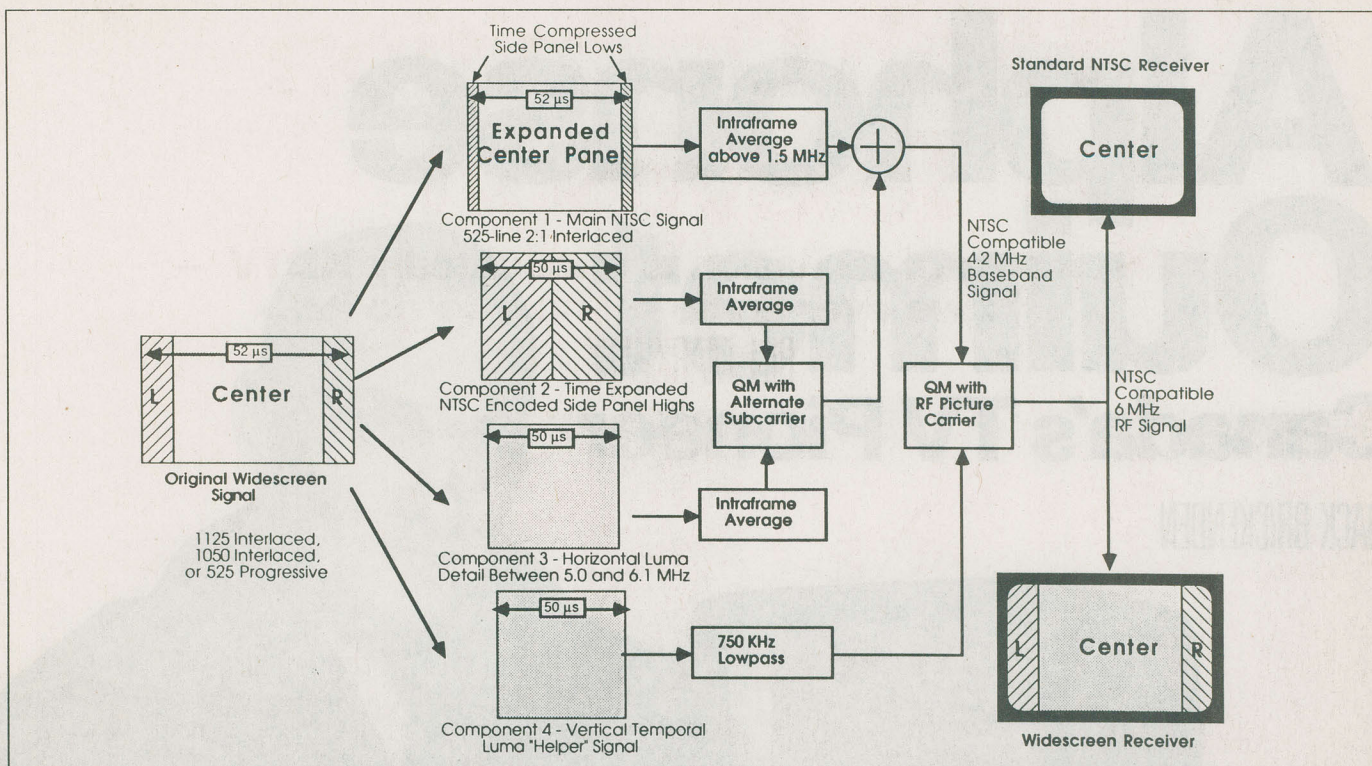 Time Compressed
Side Panel Lows
52 µs
Expanded
Center Pane
Component 1 - Main NTSC Signal
525-line 2:1 Interlaced
Intraframe
Average
above 1.5 MHz
Standard NTSC Receiver
Center
NTSC
Compatible
4.2 MHz
Baseband
Signal
50 µs
L
R
Component 2 - Time Expanded
NTSC Encoded Side Panel Highs
Intraframe
Average
52 µs
L
Center
R
Original Widescreen
Signal
1125 Interlaced,
1050 Interlaced,
or 525 Progressive
QM with
Alternate
Subcarrier
QM with
RF Picture
Carrier
NTSC
Compatible
6 MHz
RF Signal
50 µs
Component 3 - Horizontal Luma
Detail Between 5.0 and 6.1 MHz
Intraframe
Average
50 µs
Component 4 - Vertical Temporal
Luma "Helper" Signal
750 KHz
Lowpass
L
Center
R
Widescreen Receiver